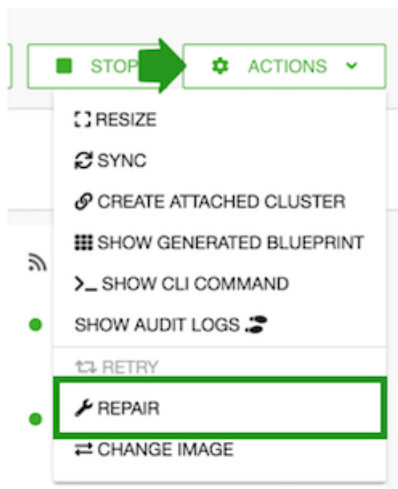 STOP ACTIONS
RESIZE
SYNC
CREATE ATTACHED CLUSTER
SHOW GENERATED BLUEPRINT
>_ SHOW CLI COMMAND
SHOW AUDIT LOGS
RETRY
REPAIR
CHANGE IMAGE